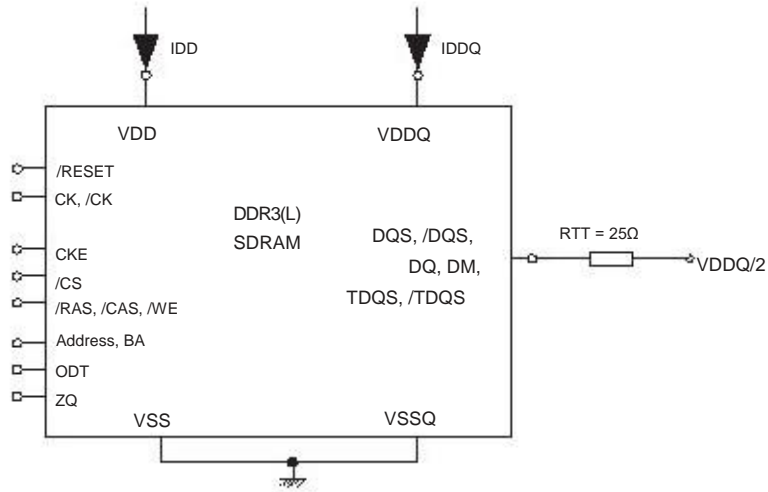 IDD
IDDQ
VDD
VDDQ
/RESET
CK, /CK
CKE
/CS
/RAS, /CAS, /WE
Address, BA
ODT
ZQ
DDR3(L)
SDRAM
DQS, /DQS,
DQ, DM,
TDQS, /TDQS
RTT = 25Ω
VDDQ/2
VSS
VSSQ